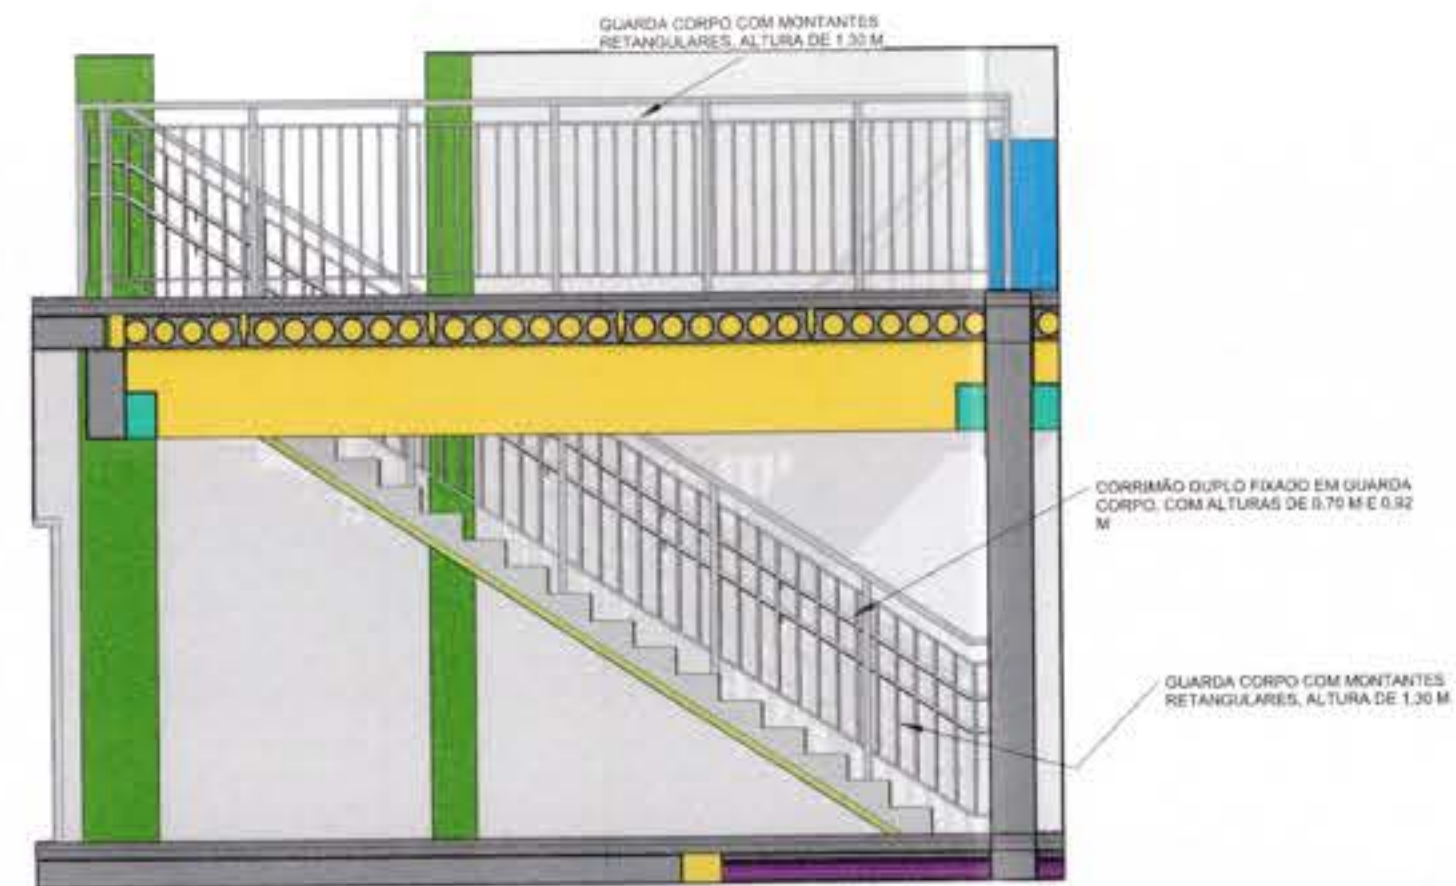 GUARDA CORPO COM MONTANTES
RETANGULARES, ALTURA DE 1.30 M
CORRIMÃO DUPLO FIXADO EM GUARDA
CORPO, COM ALTURAS DE 0.70 M E 0.92
M
GUARDA CORPO COM MONTANTES
RETANGULARES, ALTURA DE 1.30 M